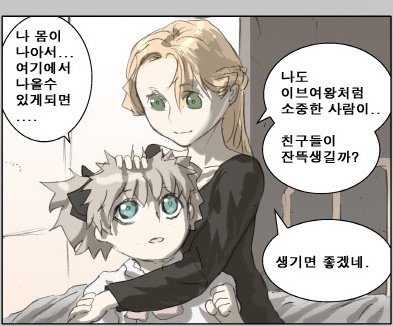 나 몸이
나아서...
여기에서
나올수
있게되면
....
나도
이브여왕처럼
소중한 사람이..
친구들이
잔뜩생길까?
생기면 좋겠네.